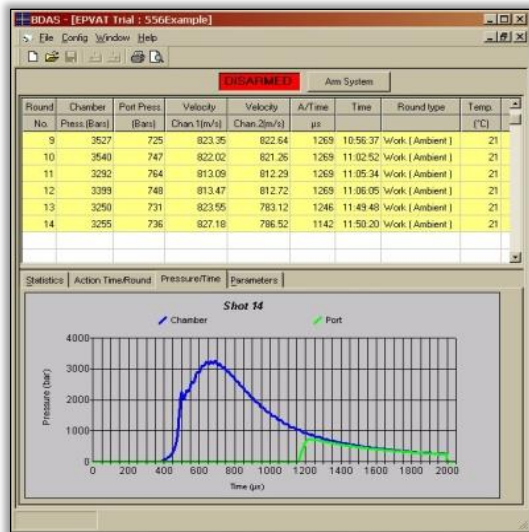 BDAS - [EPVAT Trial : 556Example]
File Config Window Help
DISARMED Arm System
Round Chamber Port Press. Velocity Velocity A/Time Time Round type Temp.
No. Press.(Bars) (Bars) Chan.1(m/s) Chan.2(m/s) µs (°C)
9 3527 725 823.35 822.64 1269 10:56:37 Work ( Ambient ) 21
10 3540 747 822.02 821.26 1269 11:02:52 Work ( Ambient ) 21
11 3292 764 813.09 812.29 1269 11:05:34 Work ( Ambient ) 21
12 3399 748 813.47 812.72 1269 11:06:05 Work ( Ambient ) 21
13 3250 731 823.55 783.12 1246 11:49:48 Work ( Ambient ) 21
14 3255 736 827.18 786.52 1142 11:50:20 Work ( Ambient ) 21
Statistics Action Time/Round Pressure/Time Parameters
Shot 14
Chamber Port
Pressure (bar)
4000
3000
2000
1000
0
0 200 400 600 800 1000 1200 1400 1600 1800 2000
Time (µs)